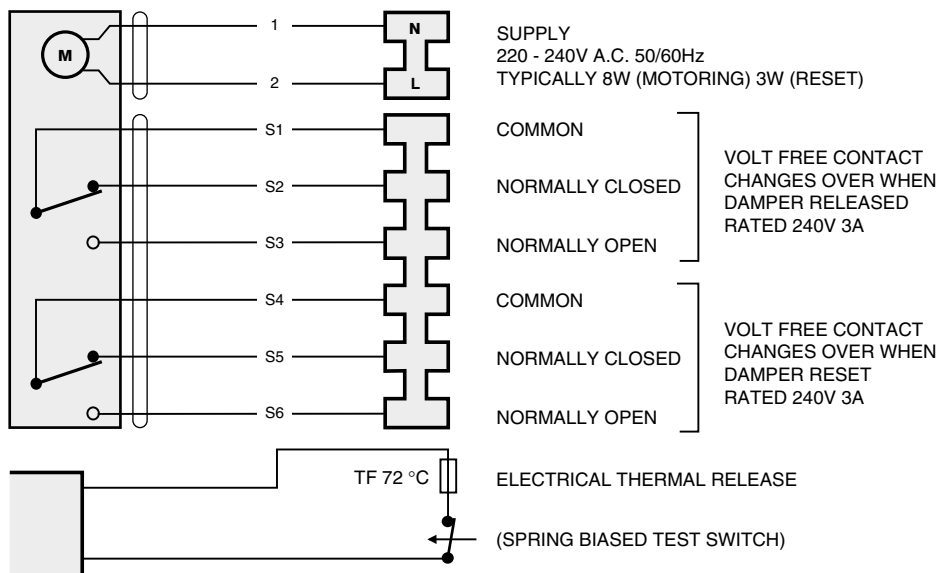 M
1
N
SUPPLY
220 - 240V A.C. 50/60Hz
TYPICALLY 8W (MOTORING) 3W (RESET)
2
L
S1
COMMON
S2
NORMALLY CLOSED
S3
NORMALLY OPEN
VOLT FREE CONTACT
CHANGES OVER WHEN
DAMPER RELEASED
RATED 240V 3A
S4
COMMON
S5
NORMALLY CLOSED
S6
NORMALLY OPEN
VOLT FREE CONTACT
CHANGES OVER WHEN
DAMPER RESET
RATED 240V 3A
TF 72 °C
ELECTRICAL THERMAL RELEASE
(SPRING BIASED TEST SWITCH)